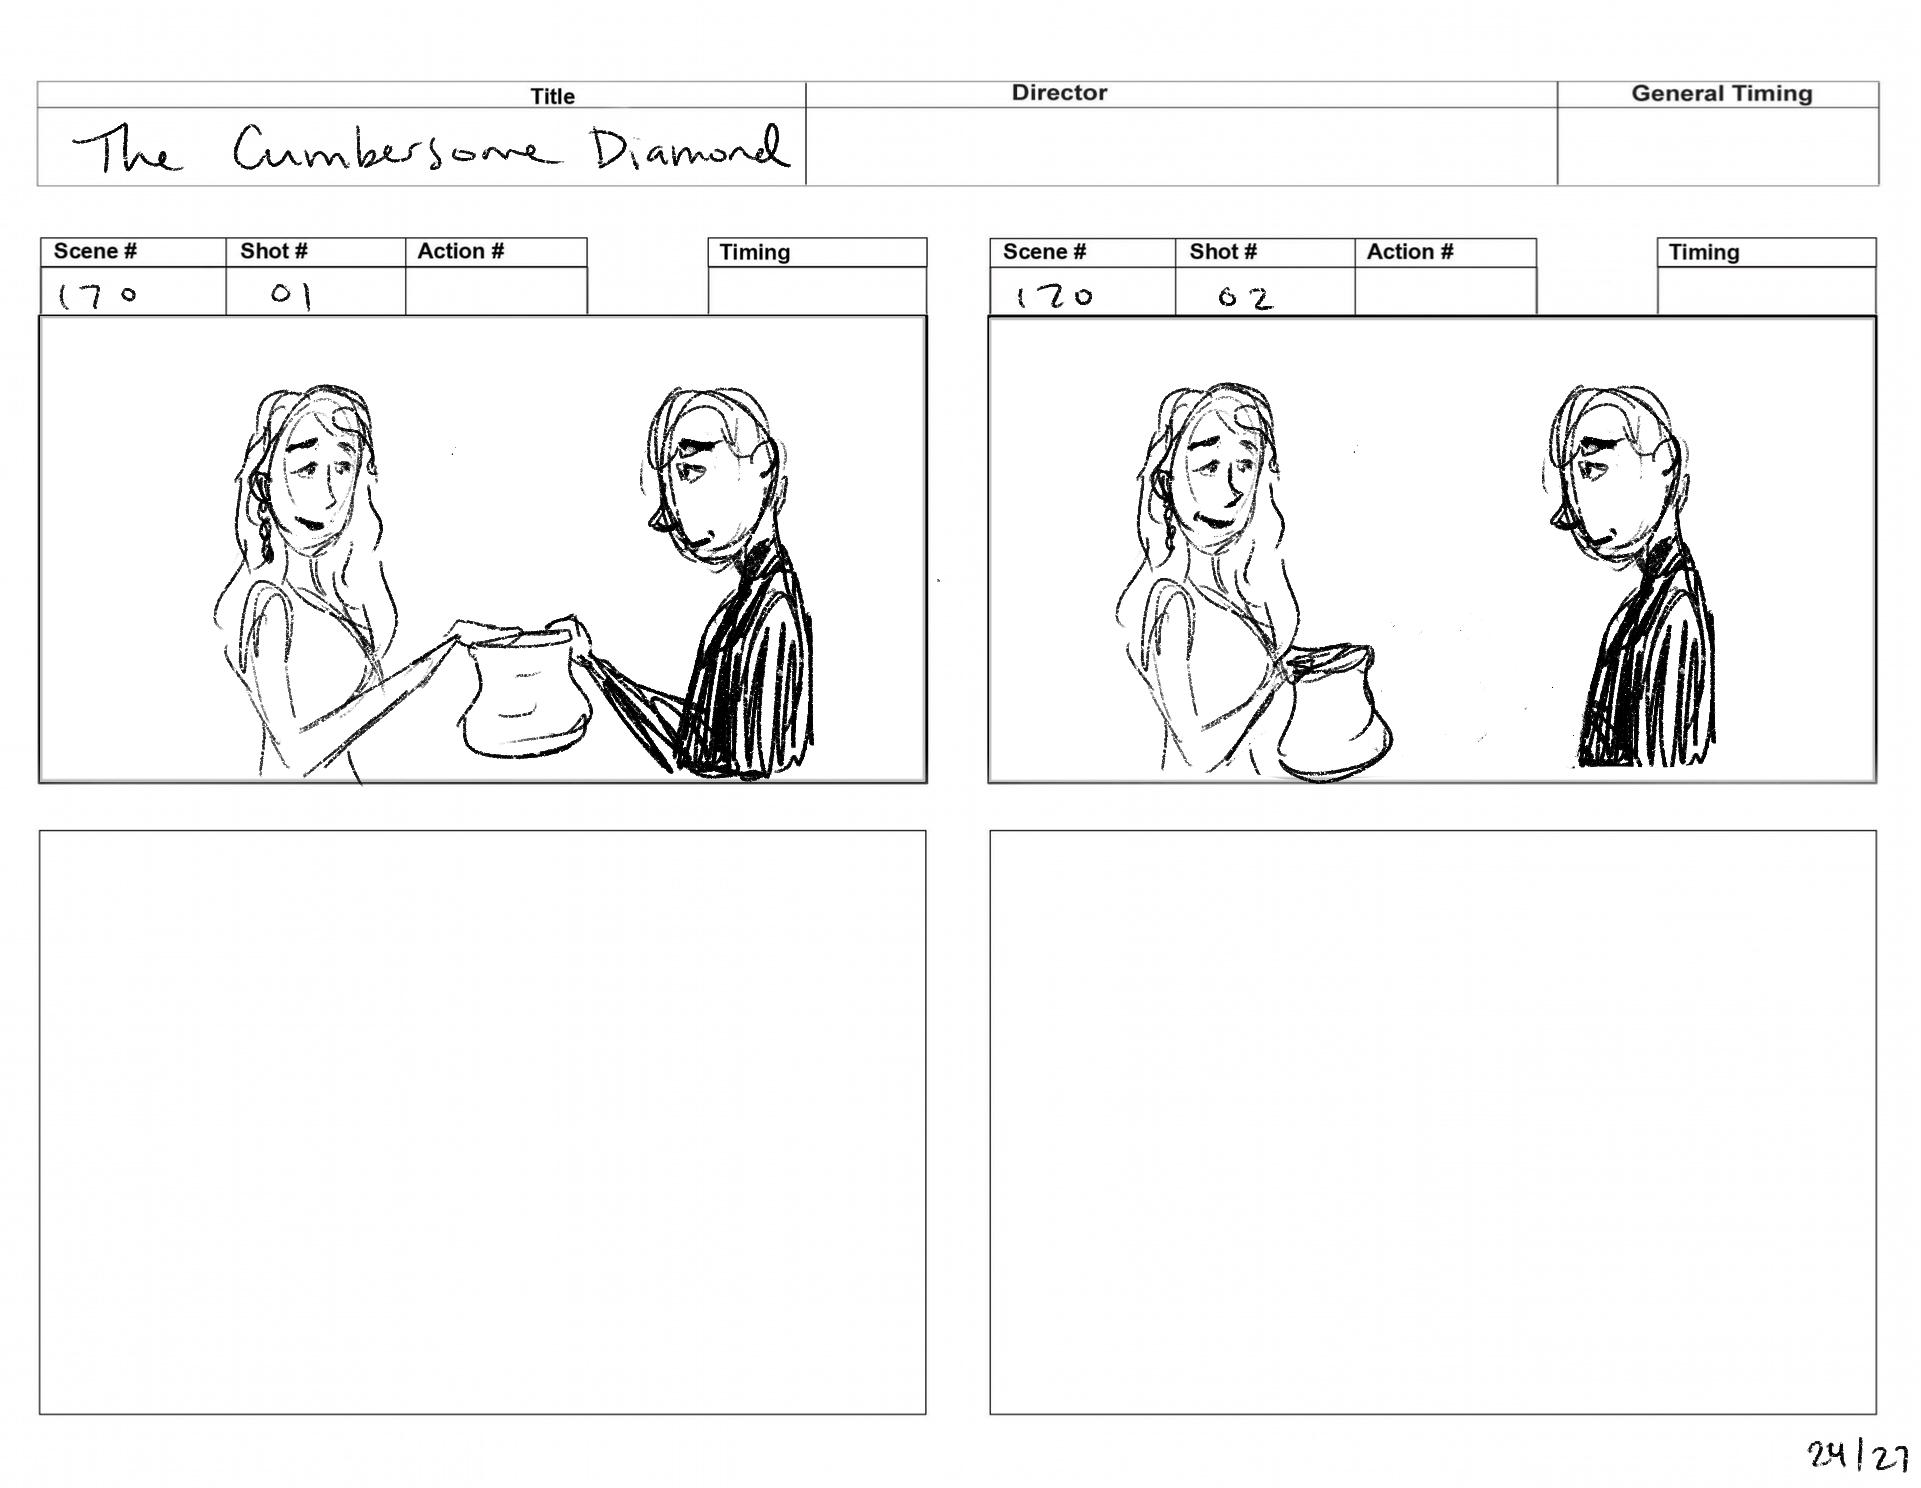 Title Director General Timing
The Cumbersome Diamond
Scene # Shot # Action # Timing Scene # Shot # Action # Timing
170 01 170 02
24/27